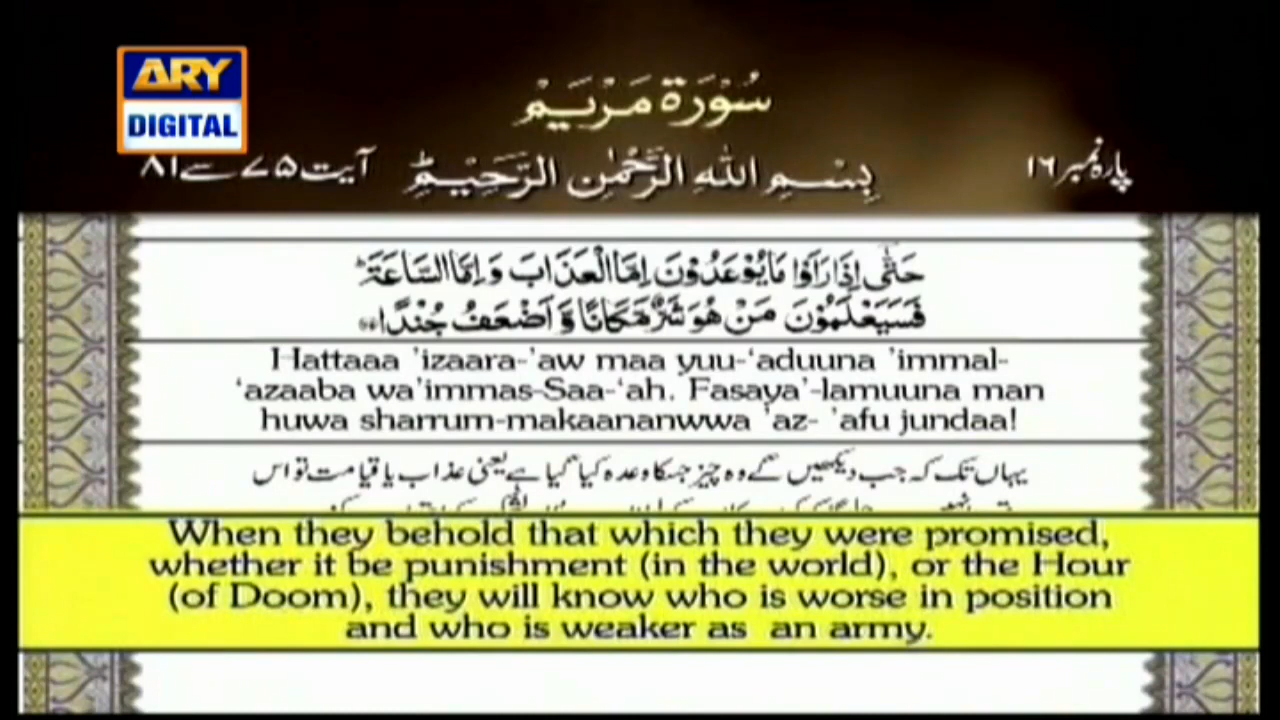 ARY
DIGITAL
سُوْرَة مَرْيَمْ
پارہ نمبر ۱۶
بِسْمِ اللهِ الرَّحْمٰنِ الرَّحِيْمِ
آیت ۷۵ سے ۸۱
حَتّٰٓى اِذَا رَاَوْا مَا يُوْعَدُوْنَ اِمَّا الْعَذَابَ وَ اِمَّا السَّاعَةَ ؕ
فَسَيَعْلَمُوْنَ مَنْ هُوَ شَرٌّ مَّكَانًا وَّ اَضْعَفُ جُنْدًا ﴿۷۵﴾
Hattaaa 'izaara-'aw maa yuu-‘aduuna 'immal-
‘azaaba wa'immas-Saa-‘ah. Fasaya’-lamuuna man
huwa sharrum-makaananwwa 'az- 'afu jundaa!
یہاں تک کہ جب دیکھیں گے وہ چیز جسکا وعدہ کیا گیا ہے یعنی عذاب یا قیامت تو اس
When they behold that which they were promised,
whether it be punishment (in the world), or the Hour
(of Doom), they will know who is worse in position
and who is weaker as an army.